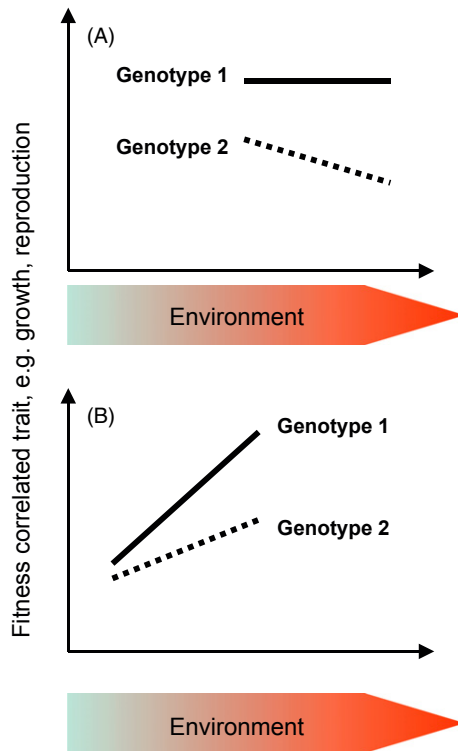 Fitness correlated trait, e.g. growth, reproduction
(A)
Genotype 1
Genotype 2
Environment
(B)
Genotype 1
Genotype 2
Environment